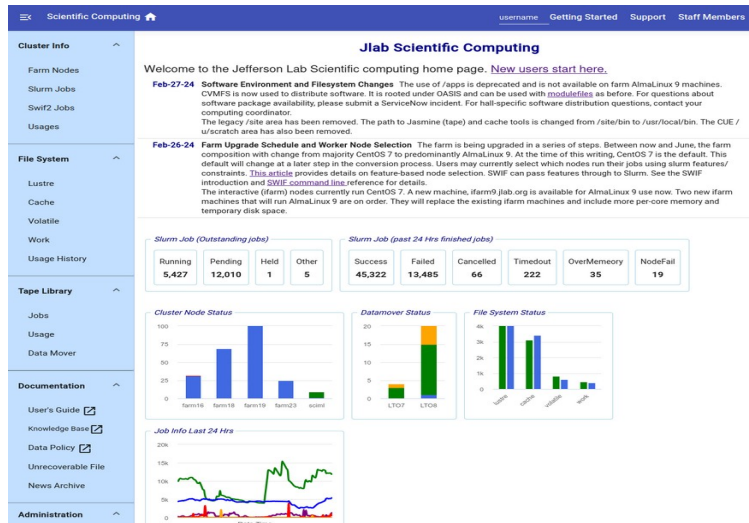 Scientific Computing
username Getting Started Support Staff Members
Cluster Info
Farm Nodes
Slurm Jobs
Swif2 Jobs
Usages
File System
Lustre
Cache
Volatile
Work
Usage History
Tape Library
Jobs
Usage
Data Mover
Documentation
User's Guide
Knowledge Base
Data Policy
Unrecoverable File
News Archive
Administration
Jlab Scientific Computing
Welcome to the Jefferson Lab Scientific computing home page. New users start here.
Feb-27-24 Software Environment and Filesystem Changes The use of /apps is deprecated and is not available on farm AlmaLinux 9 machines.
CVMFS is now used to distribute software. It is rooted under OASIS and can be used with modulefiles as before. For questions about
software package availability, please submit a ServiceNow incident. For hall-specific software distribution questions, contact your
computing coordinator.
The legacy /site area has been removed. The path to Jasmine (tape) and cache tools is changed from /site/bin to /usr/local/bin. The CUE /
u/scratch area has also been removed.
Feb-26-24 Farm Upgrade Schedule and Worker Node Selection The farm is being upgraded in a series of steps. Between now and June, the farm
composition with change from majority CentOS 7 to predominantly AlmaLinux 9. At the time of this writing, CentOS 7 is the default. This
default will change at a later step in the conversion process. Users may currently select which nodes run their jobs using slurm features/
constraints. This article provides details on feature-based node selection. SWIF can pass features through to Slurm. See the SWIF
introduction and SWIF command line reference for details.
The interactive (ifarm) nodes currently run CentOS 7. A new machine, ifarm9.jlab.org is available for AlmaLinux 9 use now. Two new ifarm
machines that will run AlmaLinux 9 are on order. They will replace the existing ifarm machines and include more per-core memory and
temporary disk space.
Slurm Job (Outstanding jobs)
Running Pending Held Other
5,427 12,010 1 5
Slurm Job (past 24 Hrs finished jobs)
Success Failed Cancelled Timedout OverMemeory NodeFail
45,322 13,485 66 222 35 19
Cluster Node Status
100
75
50
25
0
farm16 farm18 farm19 farm22 sciml
Datamover Status
20
15
10
5
0
LTO7 LTO8
File System Status
4k
3k
2k
1k
0
lustre cache volatile work
Job Info Last 24 Hrs
20k
15k
10k
5k
0